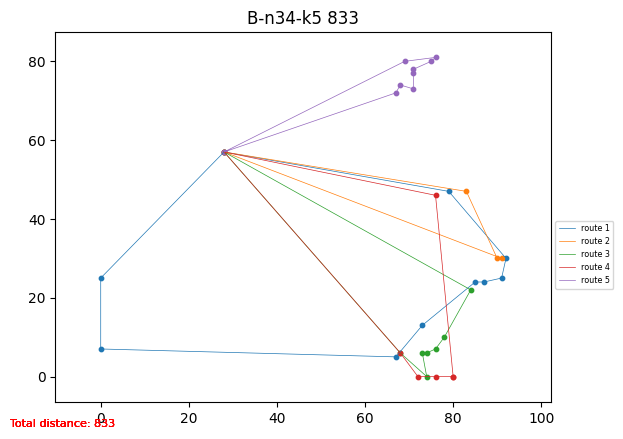 B-n34-k5 833
80
60
40
20
0
0 20 40 60 80 100
route 1
route 2
route 3
route 4
route 5
Total distance: 833